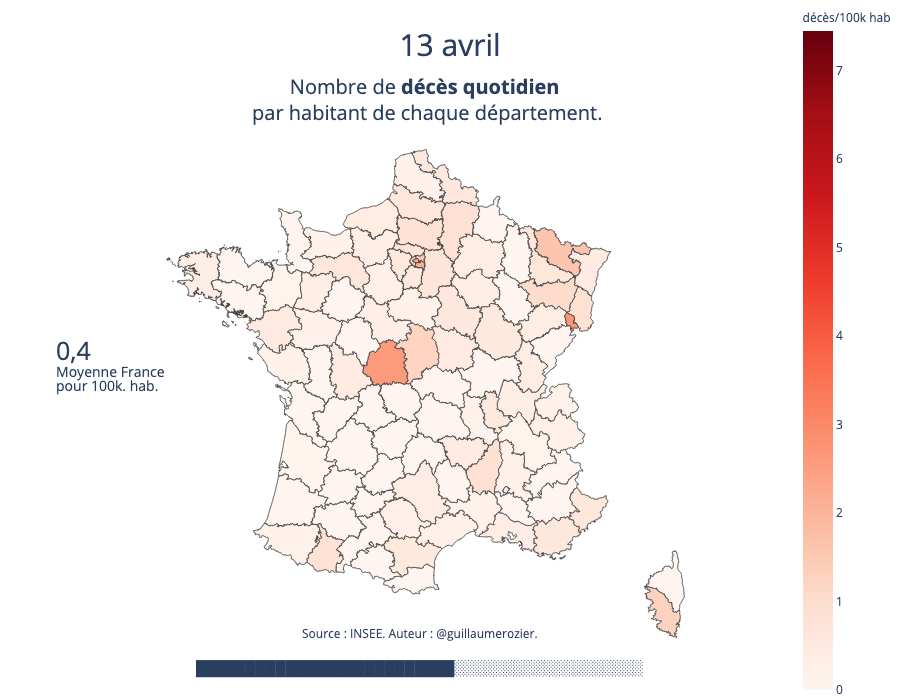 décès/100k hab
13 avril
Nombre de décès quotidien
par habitant de chaque département.
7
6
5
4
3
2
1
0
0,4
Moyenne France
pour 100k. hab.
Source : INSEE. Auteur : @guillaumerozier.